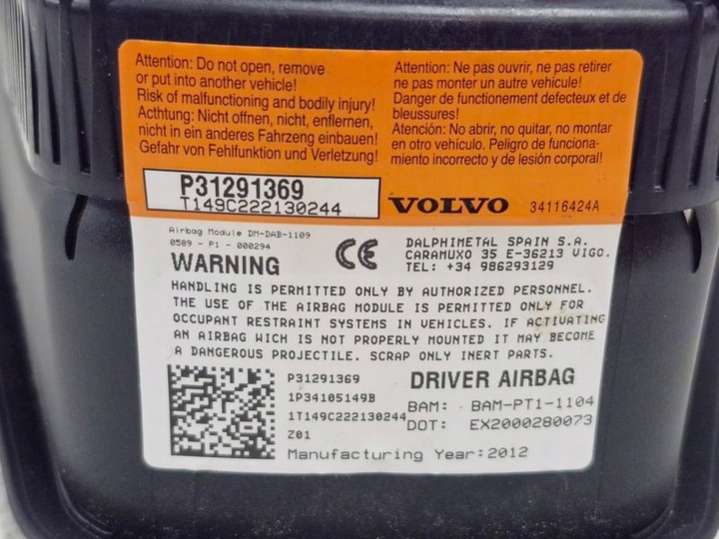 Attention: Do not open, remove
or put into another vehicle!
Risk of malfunctioning and bodily injury!
Achtung: Nicht offnen, nicht, enflernen,
nicht in ein anderes Fahrzeng einbauen!
Gefahr von Fehlfunktion und Verletzung!
Attention: Ne pas ouvrir, ne pas retirer
ne pas monter un autre vehicule!
Danger de functionement defecteux et de
bleussures!
Atención: No abrir, no quitar, no montar
en otro vehículo. Peligro de funciona-
miento incorrecto y de lesión corporal!
P31291369
T149C222130244
VOLVO 34116424A
Airbag Module DM-DAB-1109
0589 - P1 - 000294
CE
DALPHIMETAL SPAIN S.A.
CARAMUXO 35 E-36213 VIGO.
TEL: +34 986293129
WARNING
HANDLING IS PERMITTED ONLY BY AUTHORIZED PERSONNEL.
THE USE OF THE AIRBAG MODULE IS PERMITTED ONLY FOR
OCCUPANT RESTRAINT SYSTEMS IN VEHICLES. IF ACTIVATING
AN AIRBAG WICH IS NOT PROPERLY MOUNTED IT MAY BECOME
A DANGEROUS PROJECTILE. SCRAP ONLY INERT PARTS.
P31291369
1P34105149B
1T149C222130244
Z01
DRIVER AIRBAG
BAM: BAM-PT1-1104
DOT: EX2000280073
Manufacturing Year:2012